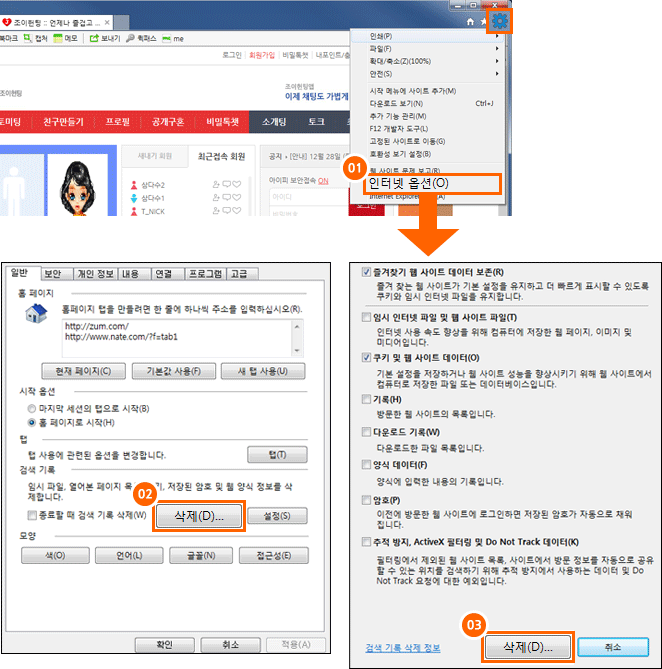 조이헌팅 :: 언제나 즐겁고 ...
북마크 캡처 메모 보내기 퀵패스 me
로그인 | 회원가입 | 비밀톡챗 | 내포인트/출
조이헌팅
조이헌팅앱
이제 채팅도 가볍게
토미팅 친구만들기 프로필 공개구혼 비밀톡챗 소개팅 토크
새내기 회원 최근접속 회원
공지 • [안내] 12월 28일
상다수2
상다수1
T_NICK
아이피 보안접속 ON
아이디
비밀번호
로그인
인쇄(P)
파일(F)
확대/축소(Z)(100%)
안전(S)
시작 메뉴에 사이트 추가(M)
다운로드 보기(N) Ctrl+J
추가 기능 관리(M)
F12 개발자 도구(L)
고정된 사이트로 이동(G)
호환성 보기 설정(B)
웹 사이트 문제 보고(R)
01
인터넷 옵션(O)
Internet Explorer (A)
일반 보안 개인 정보 내용 연결 프로그램 고급
홈 페이지
홈페이지 탭을 만들려면 한 줄에 하나씩 주소를 입력하십시오(R).
http://zum.com/
http://www.nate.com/?f=tab1
현재 페이지(C) 기본값 사용(F) 새 탭 사용(U)
시작 옵션
마지막 세션의 탭으로 시작(B)
홈 페이지로 시작(H)
탭
탭 사용에 관련된 옵션을 변경합니다. 탭(T)
검색 기록
임시 파일, 열어본 페이지 목 키, 저장된 암호 및 웹 양식 정보를 삭
제합니다.
02
종료할 때 검색 기록 삭제(W) 삭제(D)... 설정(S)
모양
색(O) 언어(L) 글꼴(N) 접근성(E)
확인 취소 적용(A)
즐겨찾기 웹 사이트 데이터 보존(R)
즐겨 찾는 웹 사이트가 기본 설정을 유지하고 더 빠르게 표시할 수 있도록
쿠키와 임시 인터넷 파일을 유지합니다.
임시 인터넷 파일 및 웹 사이트 파일(T)
인터넷 사용 속도 향상을 위해 컴퓨터에 저장한 웹 페이지, 이미지 및
미디어입니다.
쿠키 및 웹 사이트 데이터(O)
기본 설정을 저장하거나 웹 사이트 성능을 향상시키기 위해 웹 사이트에서
컴퓨터로 저장한 파일 또는 데이터베이스입니다.
기록(H)
방문한 웹 사이트의 목록입니다.
다운로드 기록(W)
다운로드한 파일 목록입니다.
양식 데이터(F)
양식에 입력한 내용의 기록입니다.
암호(P)
이전에 방문한 웹 사이트에 로그인하면 저장된 암호가 자동으로 채워
집니다.
추적 방지, ActiveX 필터링 및 Do Not Track 데이터(K)
필터링에서 제외된 웹 사이트 목록, 사이트에서 방문 정보를 자동으로 공유
할 수 있는 위치를 검색하기 위해 추적 방지에서 사용하는 데이터 및 Do
Not Track 요청에 대한 예외입니다.
03
검색 기록 삭제 정보 삭제(D)... 취소